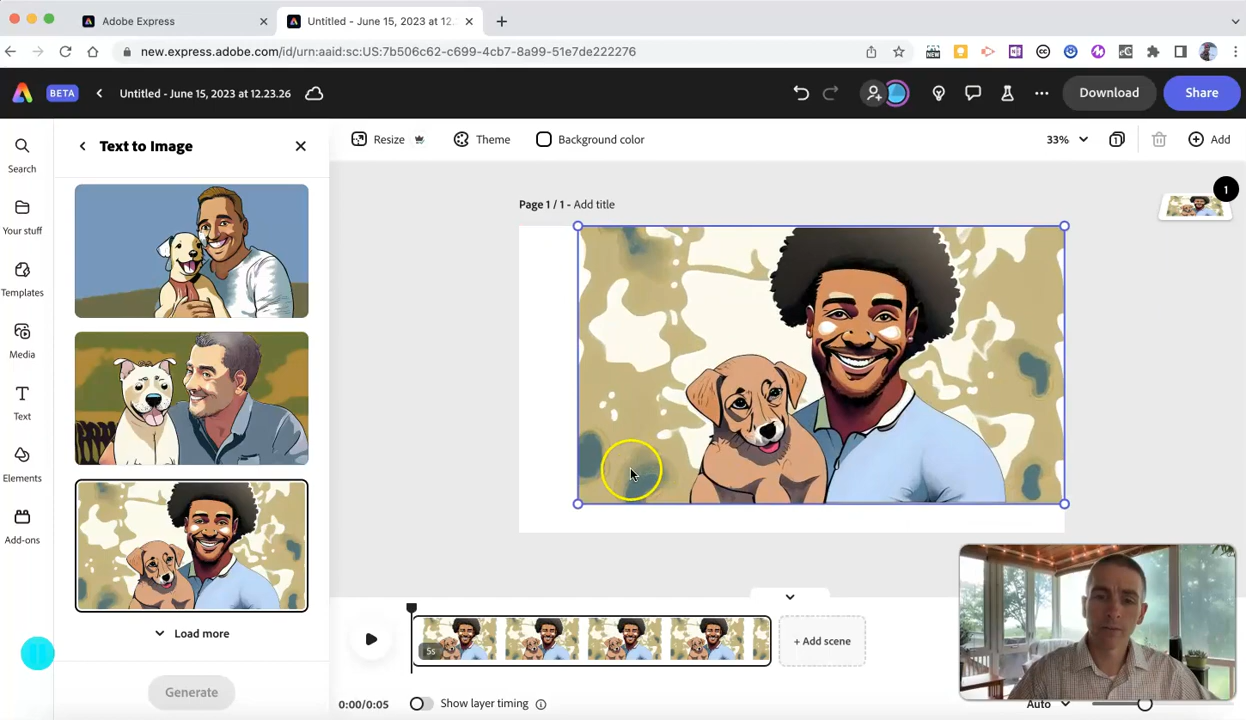 Adobe Express
Untitled - June 15, 2023 at 12.
new.express.adobe.com/id/urn:aaid:sc:US:7b506c62-c699-4cb7-8a99-51e7de222276
BETA
Untitled - June 15, 2023 at 12.23.26
Download
Share
Search
Your stuff
Templates
Media
Text
Elements
Add-ons
Text to Image
Load more
Generate
Resize
Theme
Background color
33%
1
Add
Page 1 / 1 - Add title
1
5s
+ Add scene
0:00/0:05
Show layer timing
Auto